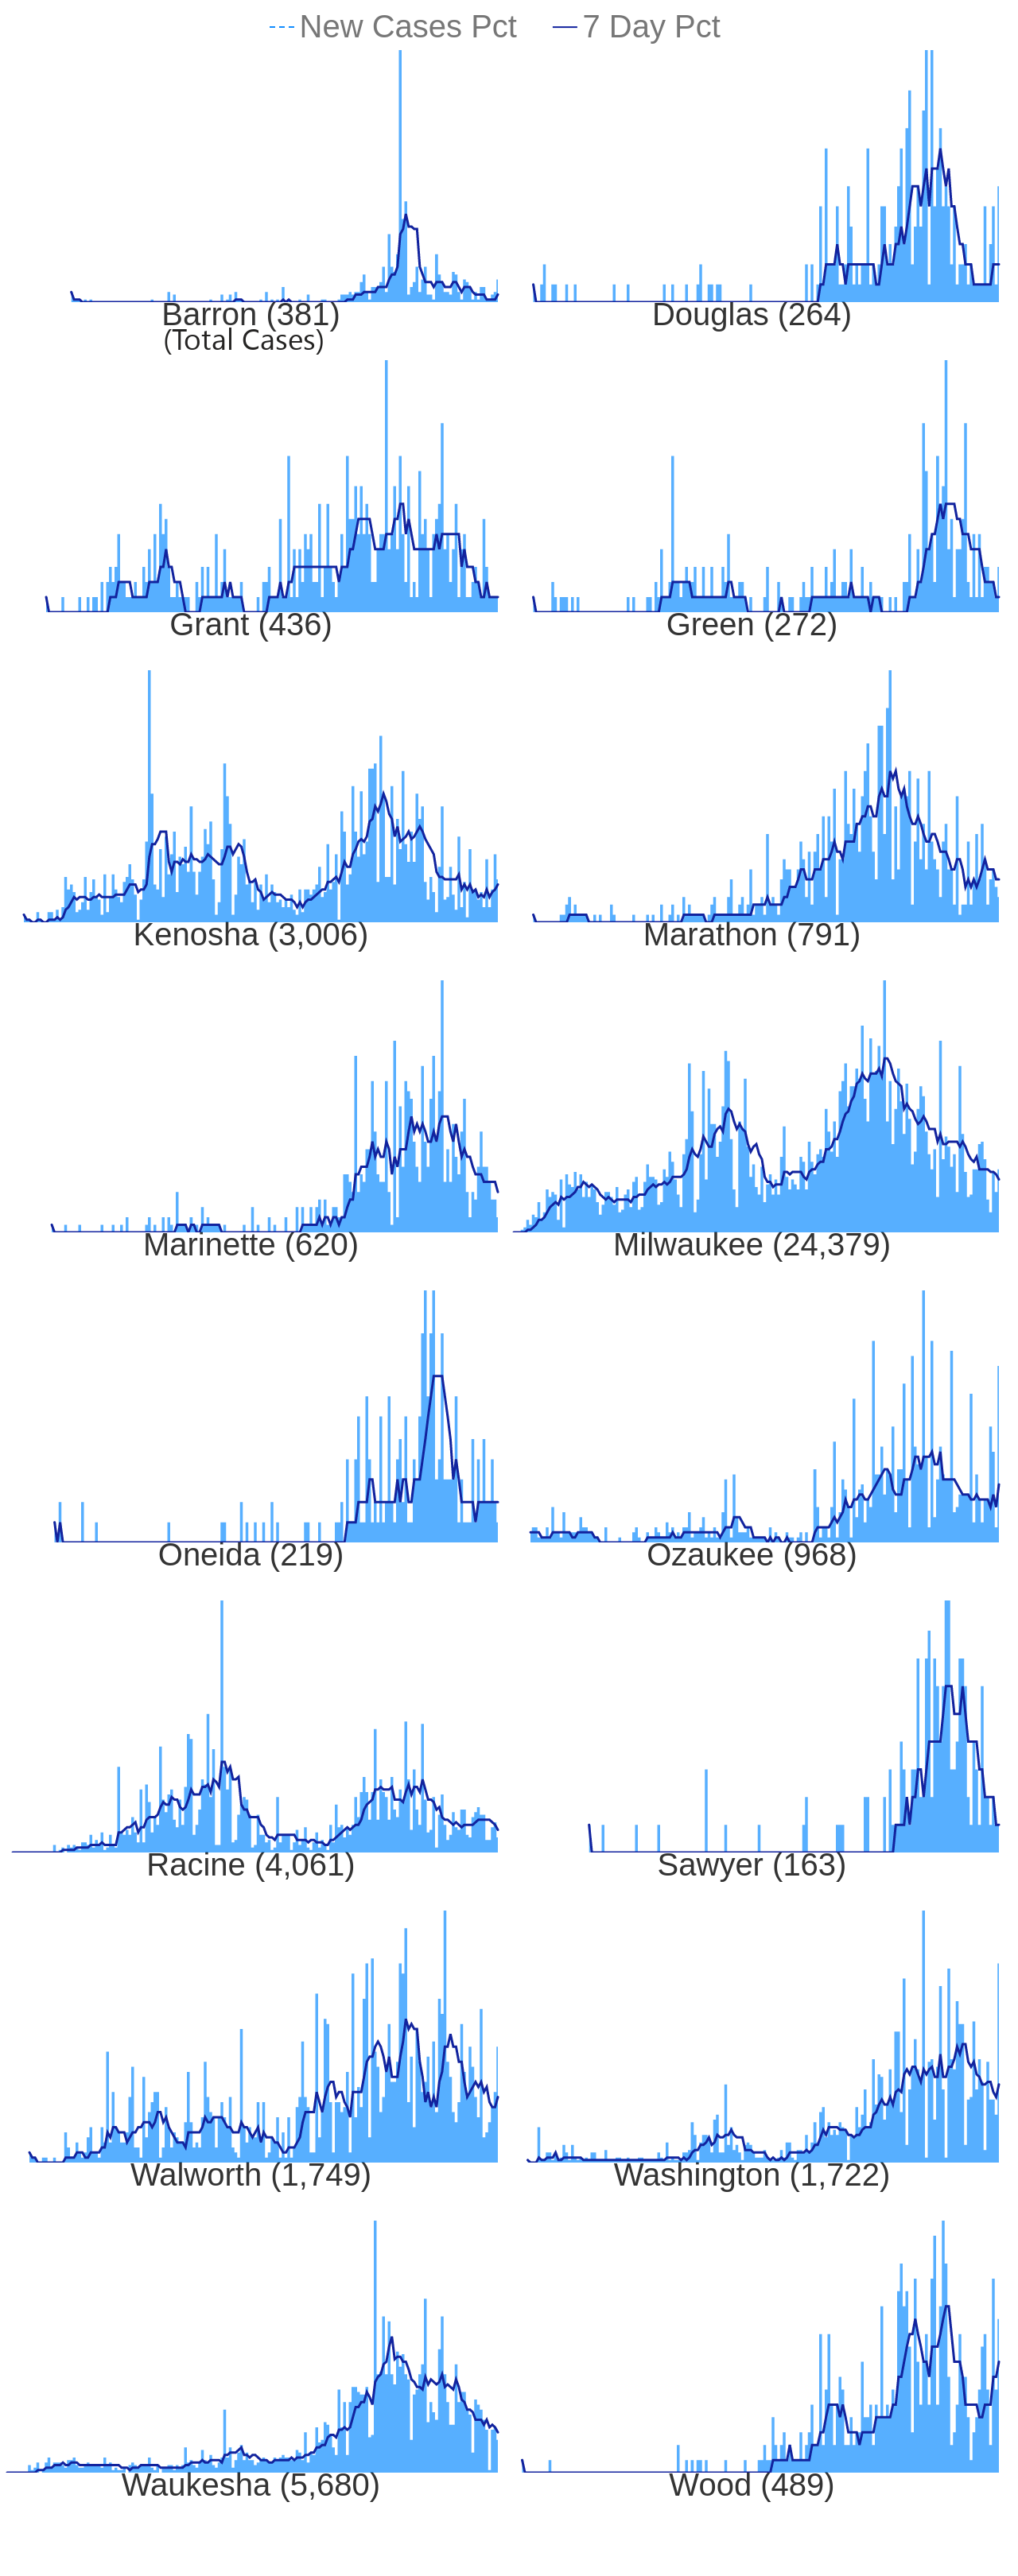 New Cases Pct 7 Day Pct
Barron (381) Douglas (264)
(Total Cases)
Grant (436) Green (272)
Kenosha (3,006) Marathon (791)
Marinette (620) Milwaukee (24,379)
Oneida (219) Ozaukee (968)
Racine (4,061) Sawyer (163)
Walworth (1,749) Washington (1,722)
Waukesha (5,680) Wood (489)